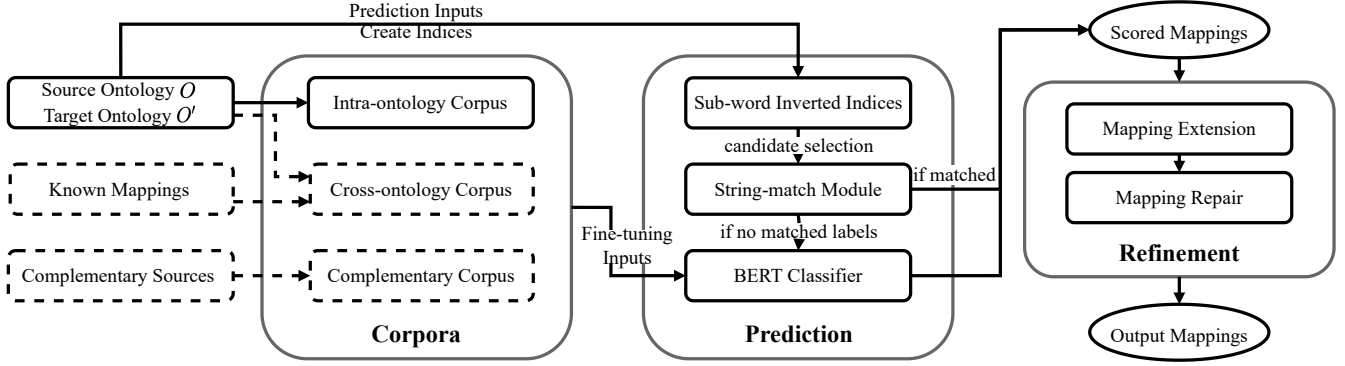 Prediction Inputs
Create Indices
Source Ontology O
Target Ontology O′
Known Mappings
Complementary Sources
Intra-ontology Corpus
Cross-ontology Corpus
Complementary Corpus
Corpora
Fine-tuning
Inputs
Sub-word Inverted Indices
candidate selection
String-match Module
if no matched labels
BERT Classifier
Prediction
if matched
Scored Mappings
Mapping Extension
Mapping Repair
Refinement
Output Mappings